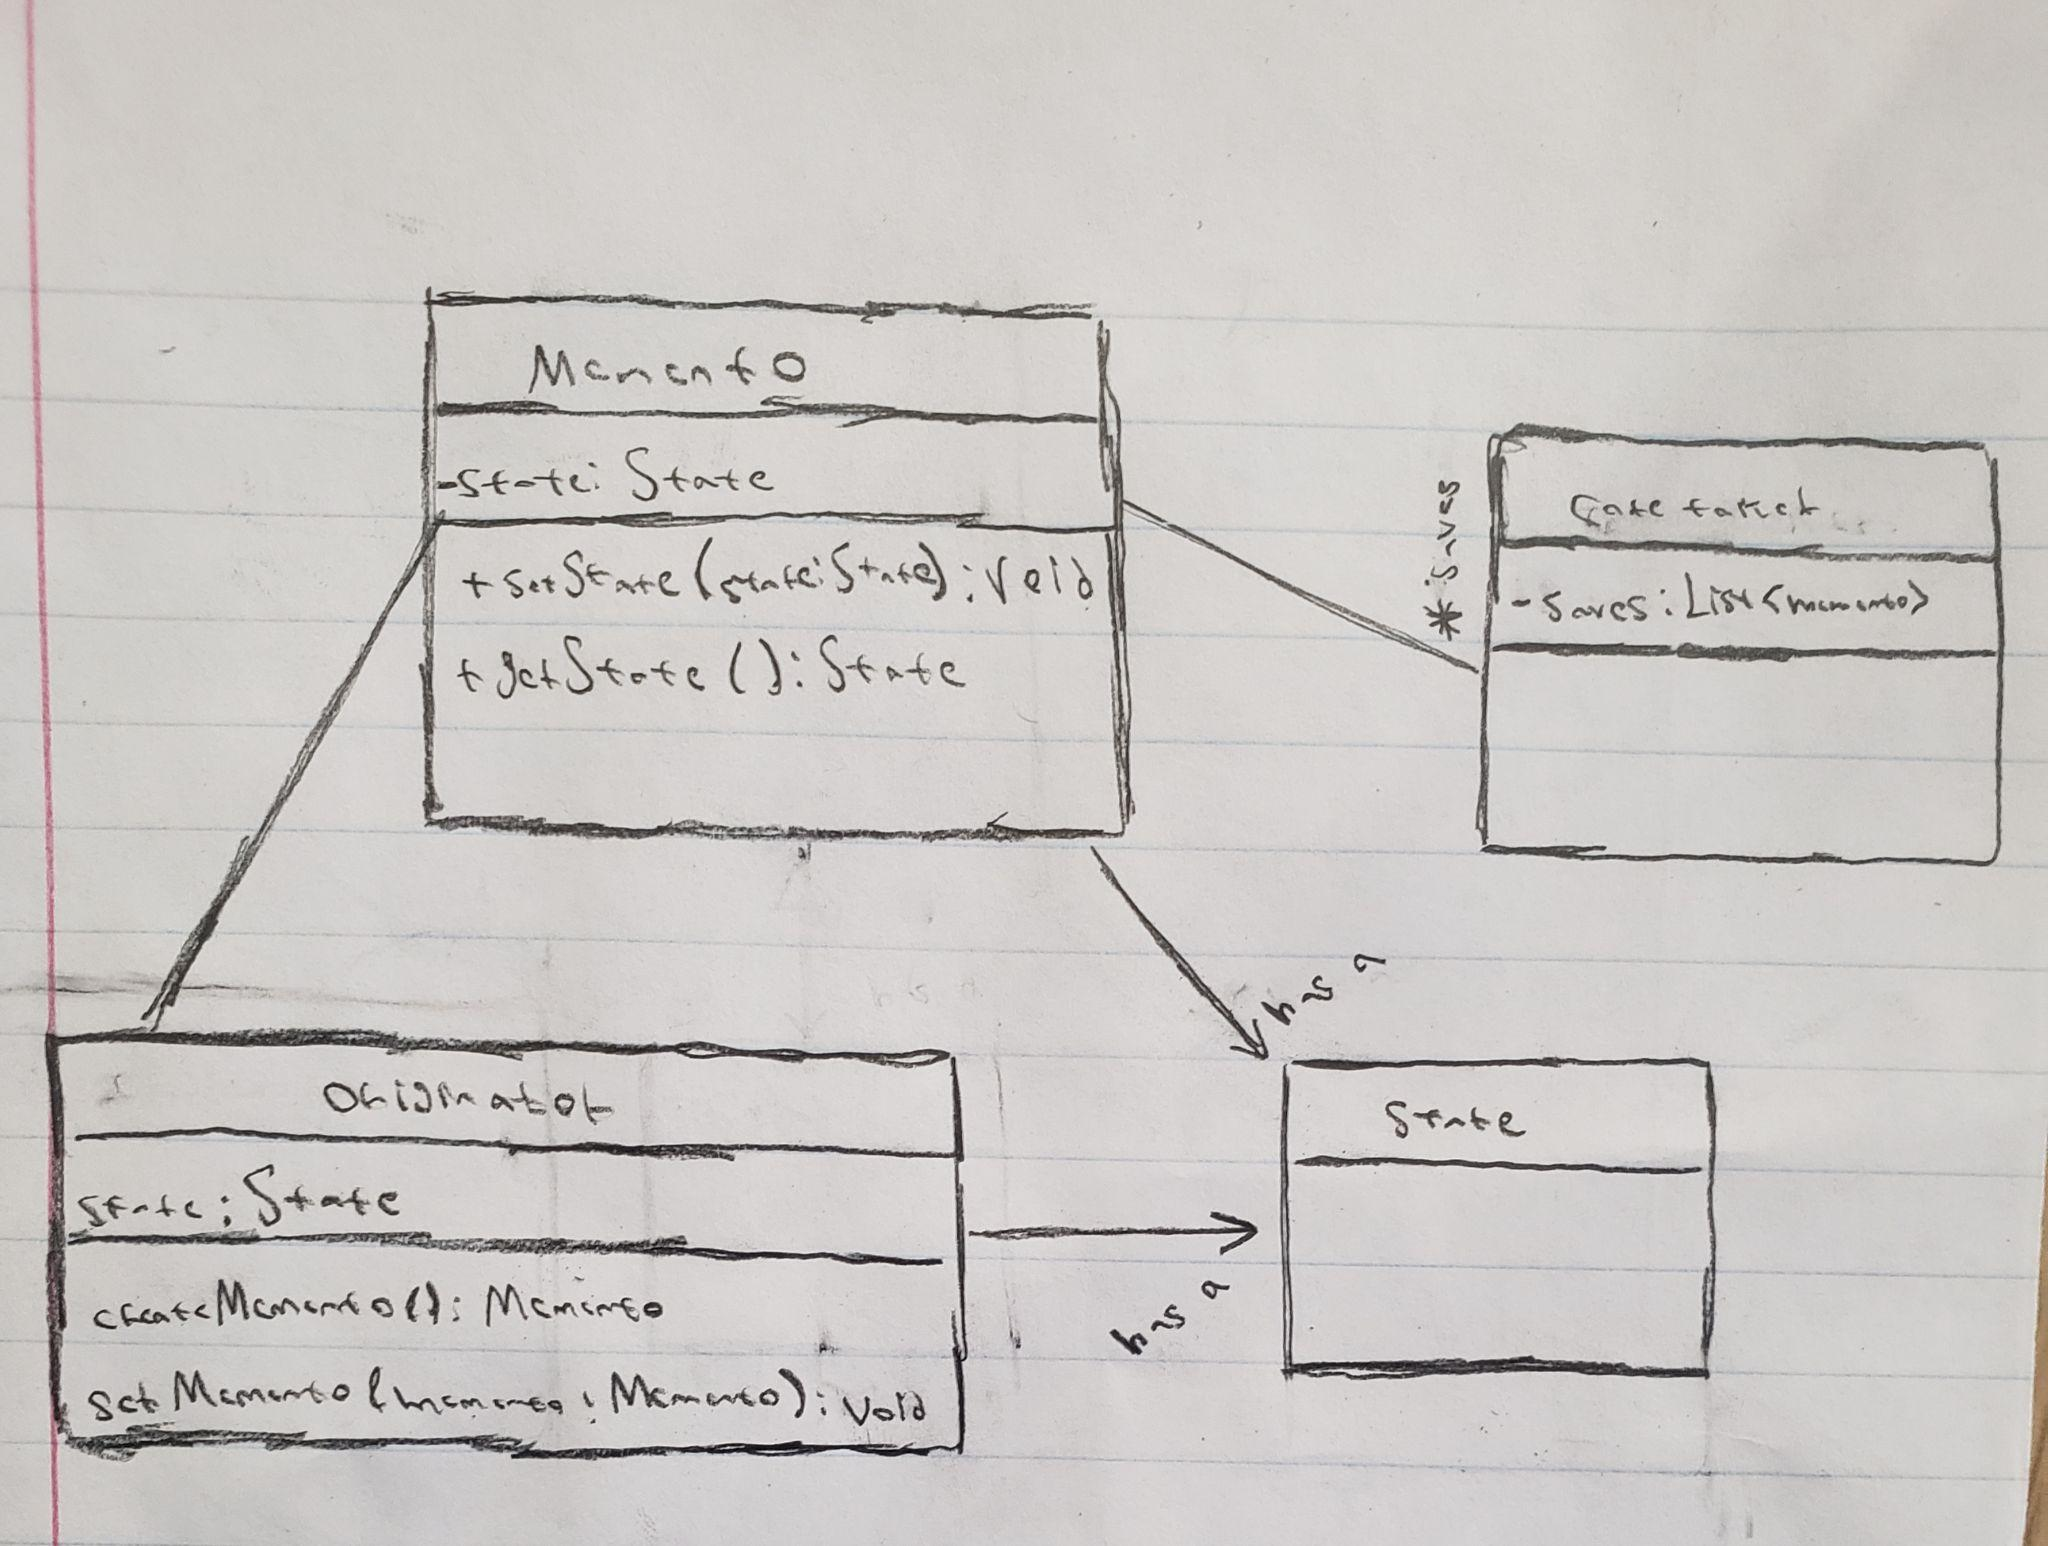 Memento
-state: State
+setState(state: State): Void
+getState(): State
Caretaker
-saves: List<memento>
* saves
has a
Originator
state: State
createMemento(): Memento
setMemento(memento: Memento): Void
has a
State